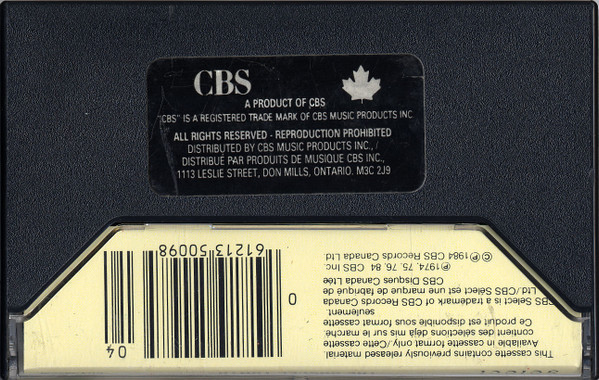 CBS
A PRODUCT OF CBS
"CBS" IS A REGISTERED TRADE MARK OF CBS MUSIC PRODUCTS INC
ALL RIGHTS RESERVED - REPRODUCTION PROHIBITED
DISTRIBUTED BY CBS MUSIC PRODUCTS INC., /
DISTRIBUÉ PAR PRODUITS DE MUSIQUE CBS INC.,
1113 LESLIE STREET, DON MILLS, ONTARIO. M3C 2J9
This cassette contains previously released material.
Available in cassette format only./Cette cassette
contient des sélections déja mis sur le marché.
Ce produit est disponible sous format cassette
seulement.
CBS Select is a trademark of CBS Records Canada
Ltd./CBS Sélect est une marque de fabrique de
CBS Disques Canada Ltée
℗1974, 75, 76, 84 CBS Inc.
©1984 CBS Records Canada Ltd.
0 61213 50098 04